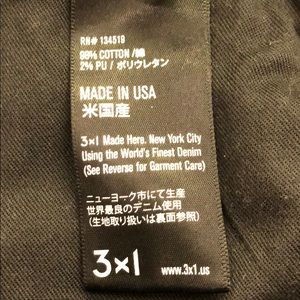 RN# 134519
98% COTTON / 綿
2% PU / ポリウレタン
MADE IN USA
米国産
3×1 Made Here. New York City
Using the World's Finest Denim
(See Reverse for Garment Care)
ニューヨーク市にて生産
世界最良のデニム使用
(生地取り扱いは裏面参照)
3×1 www.3x1.us